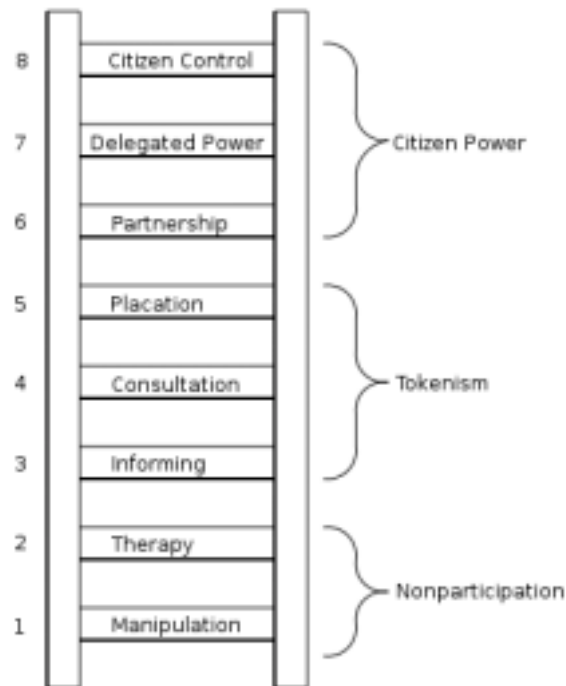 8 Citizen Control
7 Delegated Power
Citizen Power
6 Partnership
5 Placation
4 Consultation
Tokenism
3 Informing
2 Therapy
Nonparticipation
1 Manipulation